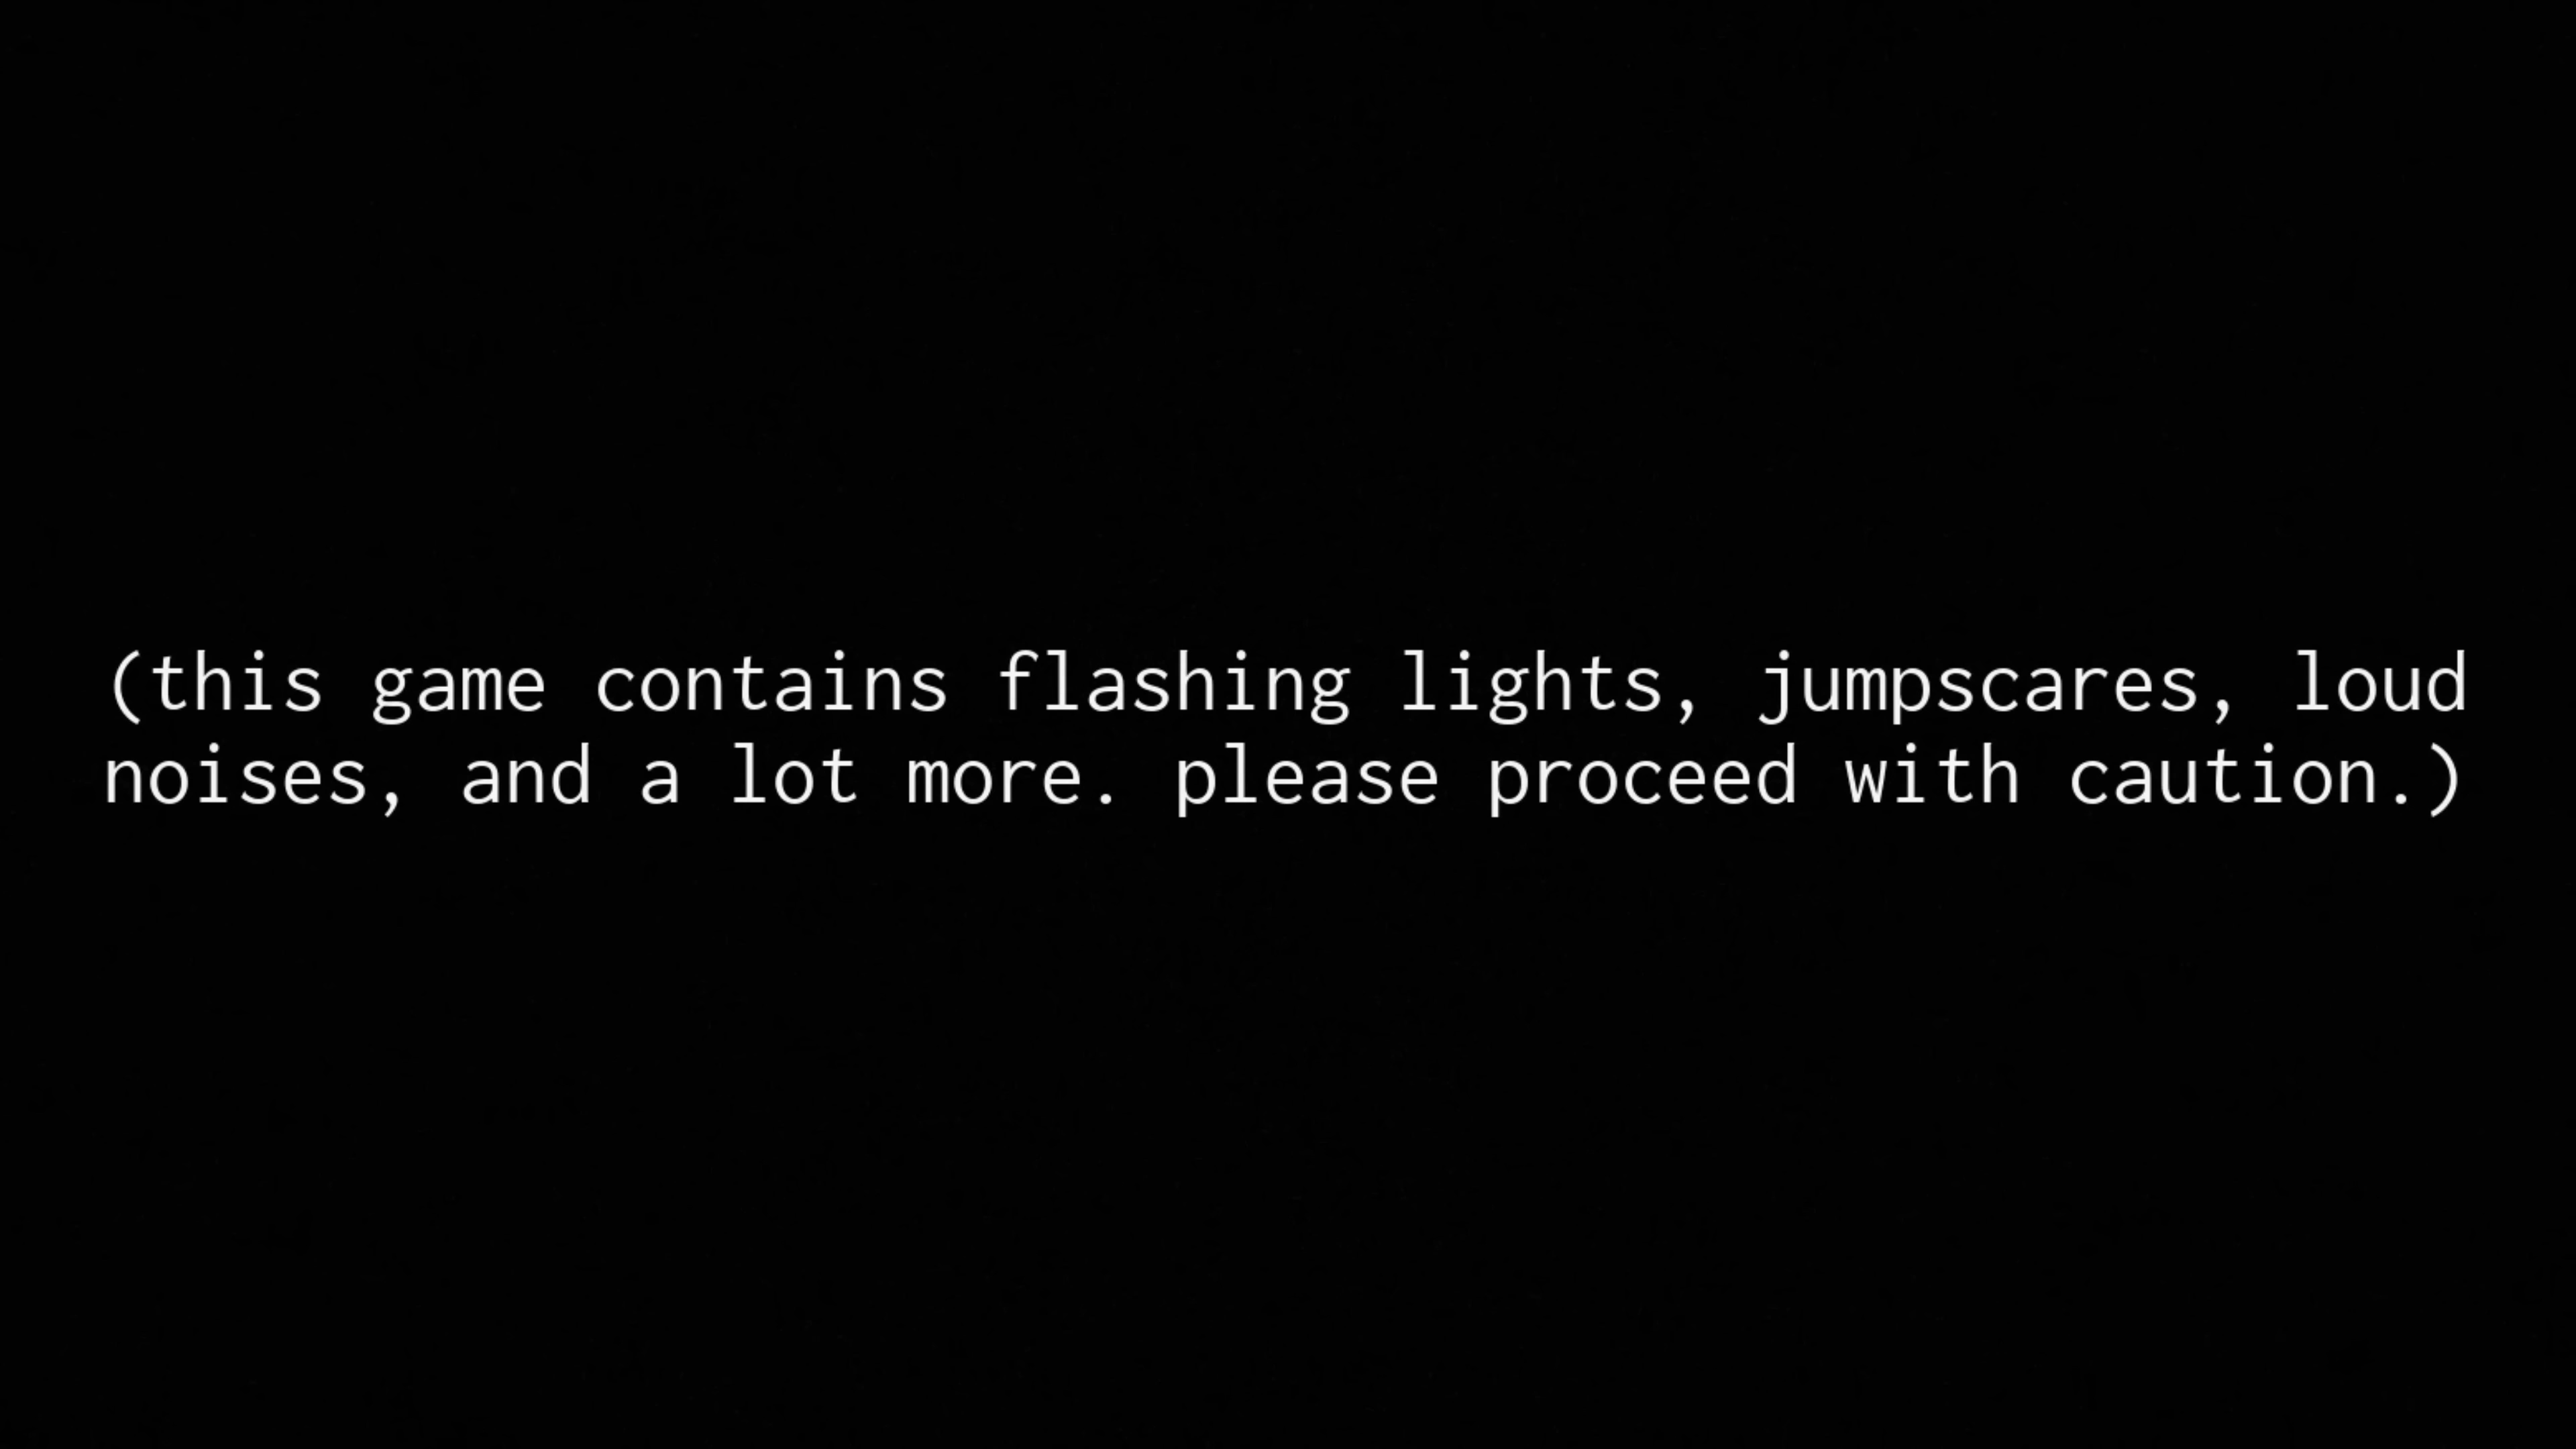 (this game contains flashing lights, jumpscares, loud
noises, and a lot more. please proceed with caution.)